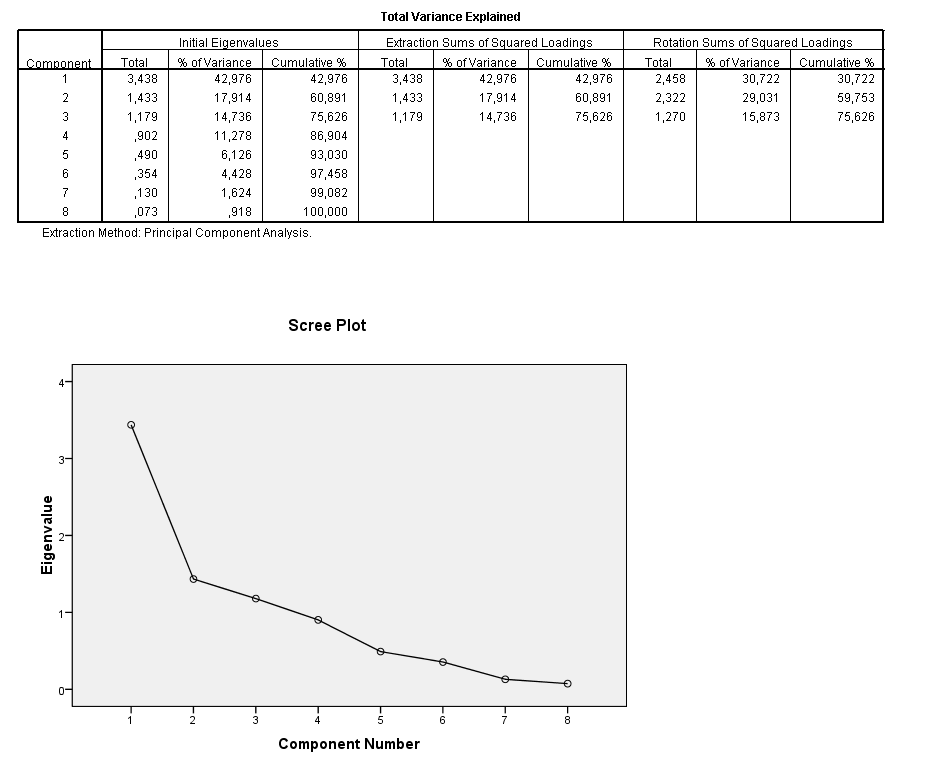 Total Variance Explained
Initial Eigenvalues Extraction Sums of Squared Loadings Rotation Sums of Squared Loadings
Component Total % of Variance Cumulative % Total % of Variance Cumulative % Total % of Variance Cumulative %
1 3,438 42,976 42,976 3,438 42,976 42,976 2,458 30,722 30,722
2 1,433 17,914 60,891 1,433 17,914 60,891 2,322 29,031 59,753
3 1,179 14,736 75,626 1,179 14,736 75,626 1,270 15,873 75,626
4 ,902 11,278 86,904
5 ,490 6,126 93,030
6 ,354 4,428 97,458
7 ,130 1,624 99,082
8 ,073 ,918 100,000
Extraction Method: Principal Component Analysis.
Scree Plot
4
3
2
1
0
Eigenvalue
1 2 3 4 5 6 7 8
Component Number